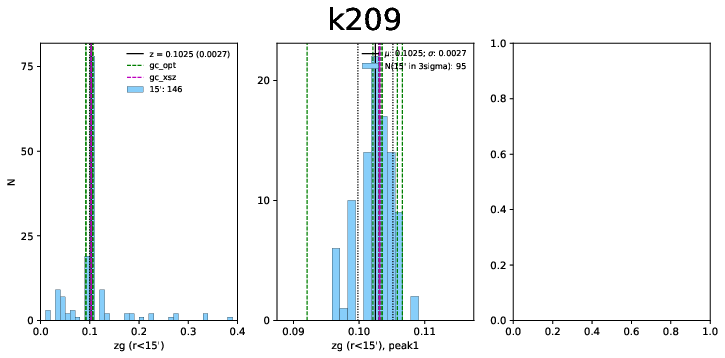 k209
z = 0.1025 (0.0027)
gc_opt
gc_xsz
15': 146
N
75
50
25
0
0.0 0.1 0.2 0.3 0.4
zg (r<15')
μ: 0.1025; σ: 0.0027
N(15' in 3sigma): 95
20
10
0
0.09 0.10 0.11
zg (r<15'), peak1
1.0
0.8
0.6
0.4
0.2
0.0
0.0 0.2 0.4 0.6 0.8 1.0